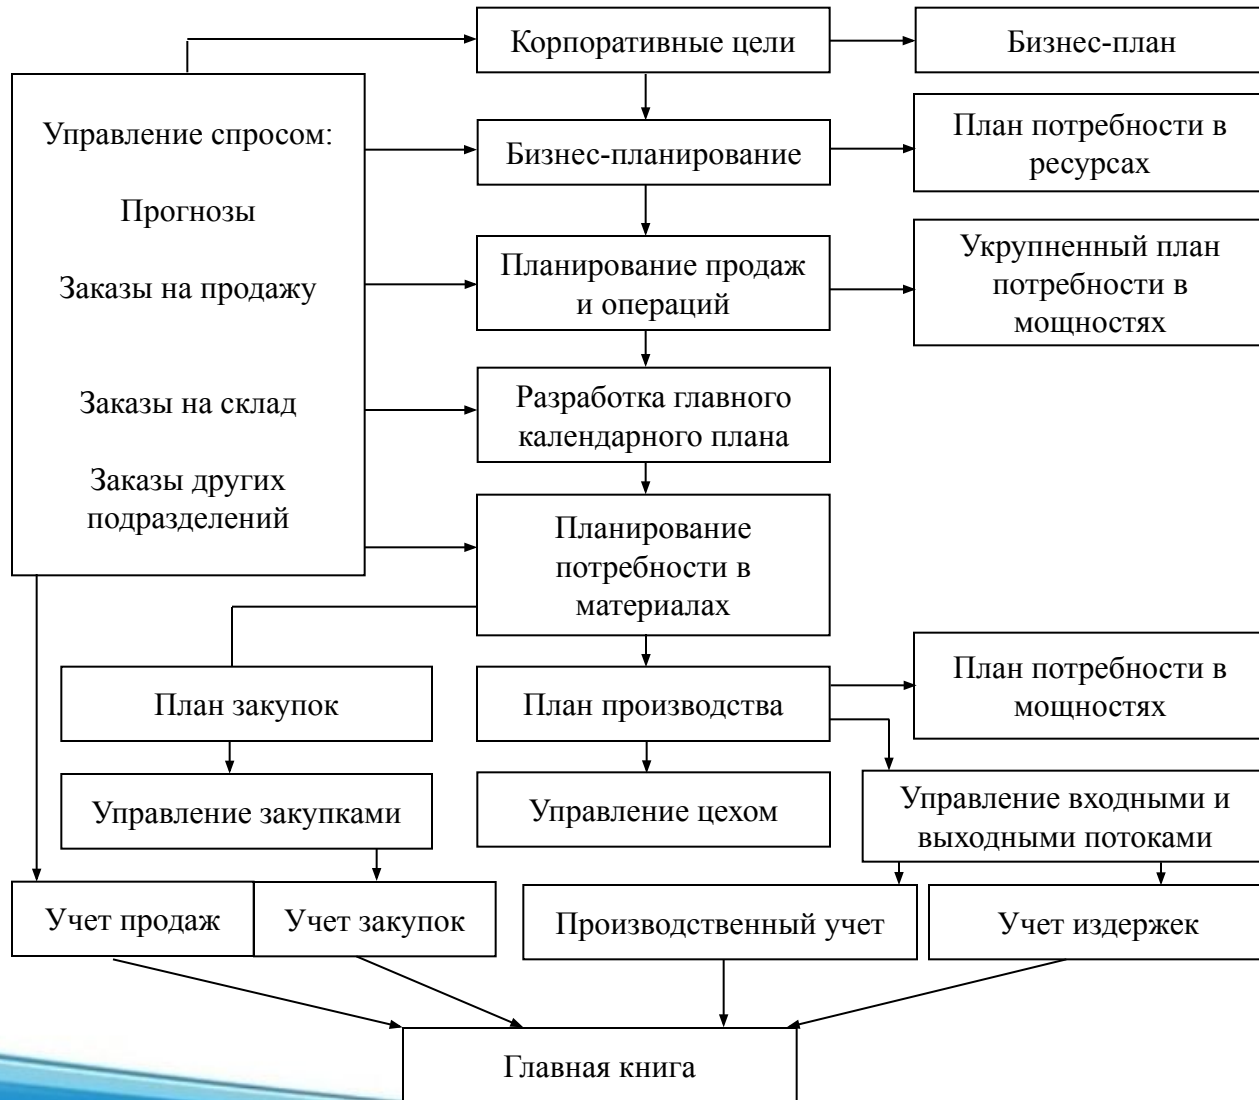 Корпоративные цели
Бизнес-план
Управление спросом:
Прогнозы
Заказы на продажу
Заказы на склад
Заказы других
подразделений
Бизнес-планирование
План потребности в
ресурсах
Планирование продаж
и операций
Укрупненный план
потребности в
мощностях
Разработка главного
календарного плана
Планирование
потребности в
материалах
План закупок
План производства
План потребности в
мощностях
Управление закупками
Управление цехом
Управление входными и
выходными потоками
Учет продаж
Учет закупок
Производственный учет
Учет издержек
Главная книга